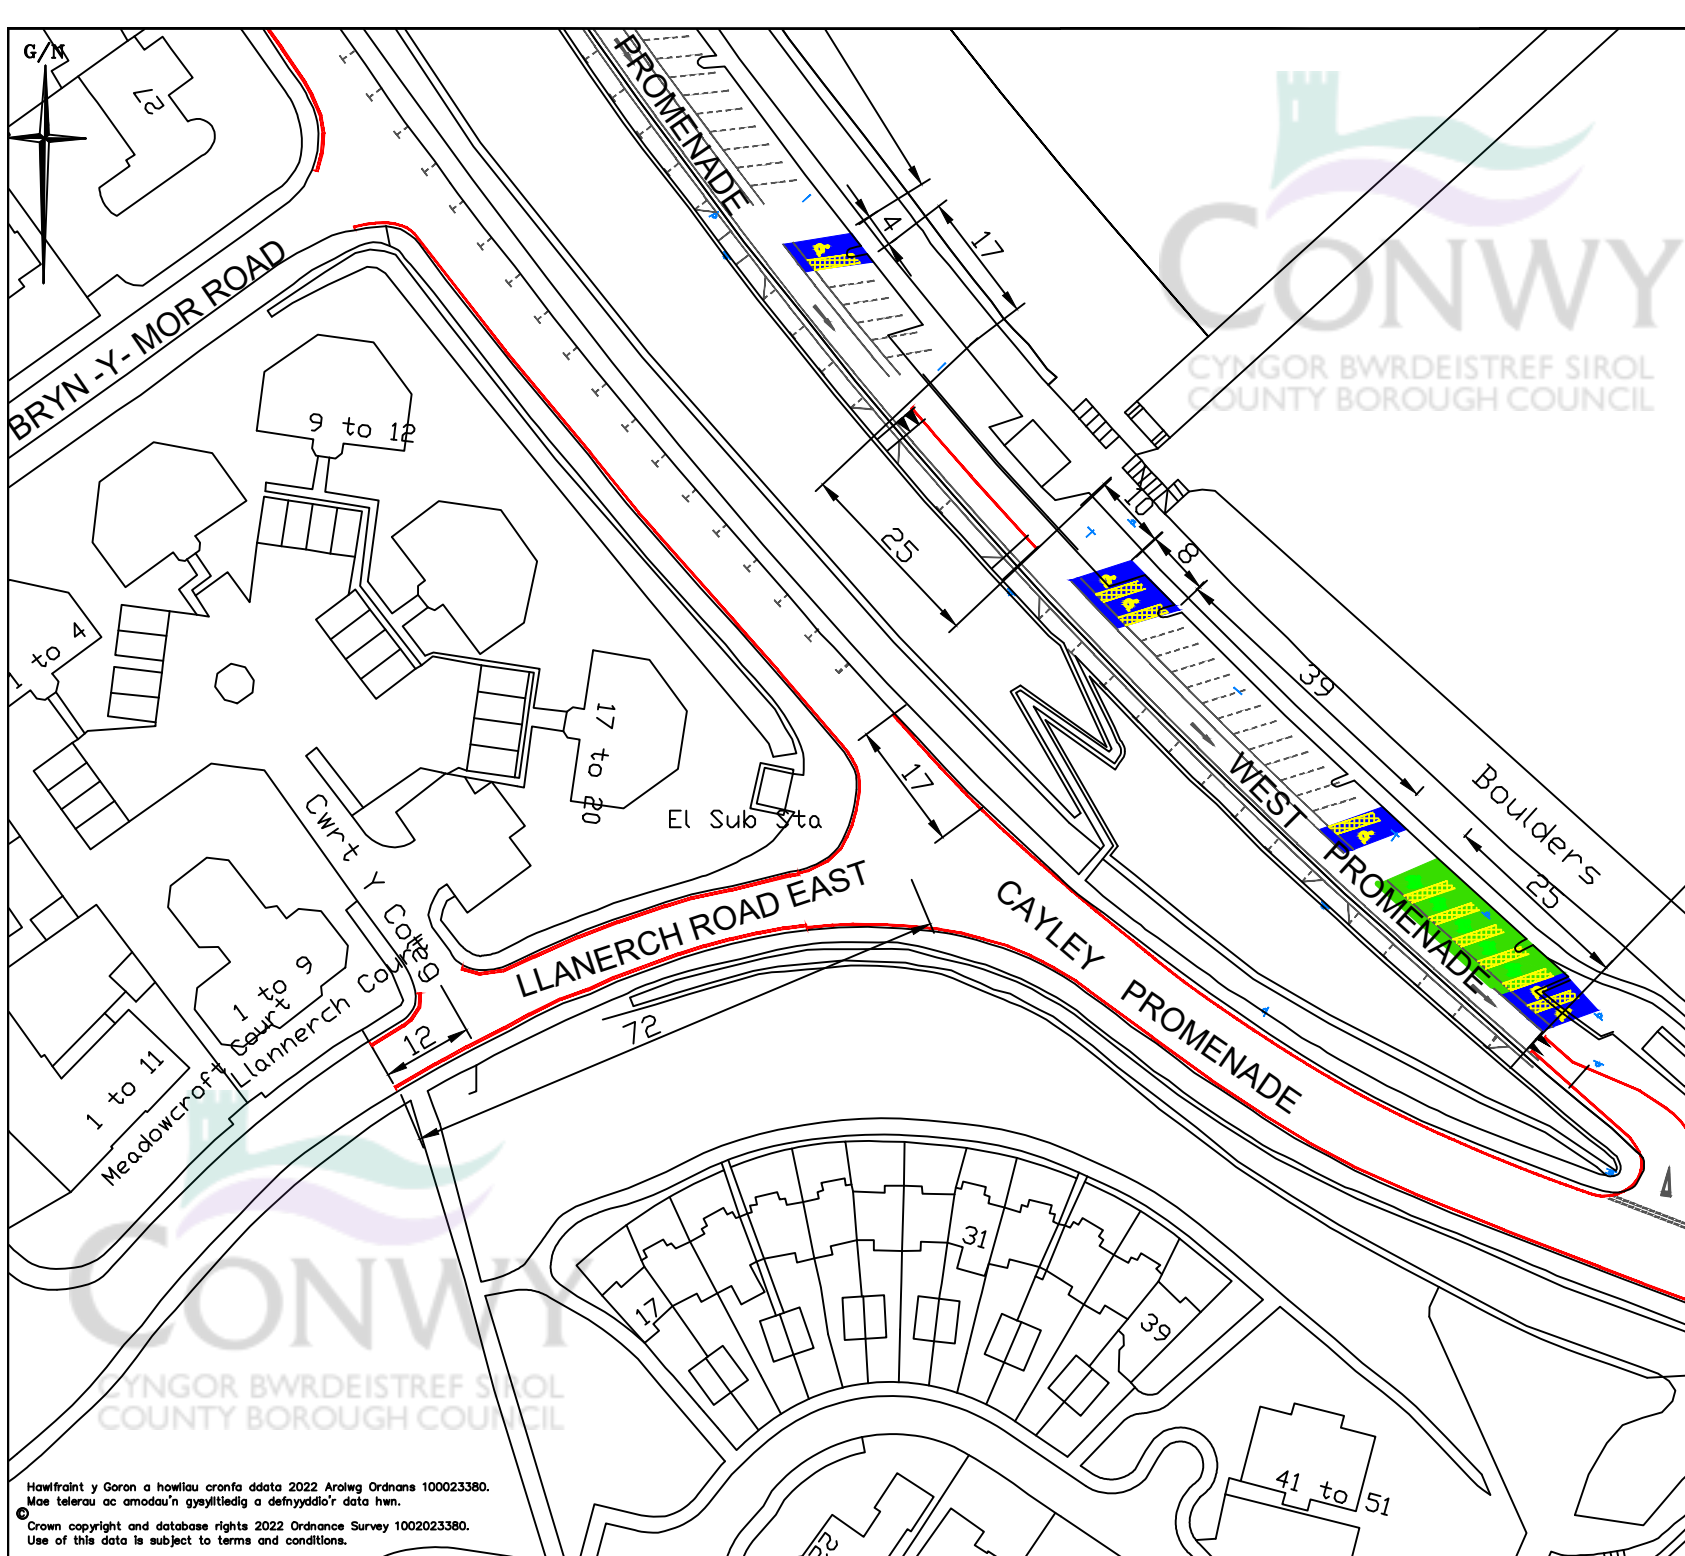 G/N
27
PROMENADE
4
17
CONWY
CYNGOR BWRDEISTREF SIROL
COUNTY BOROUGH COUNCIL
BRYN -Y- MOR ROAD
9 to 12
25
10
8
39
1 to 4
17 to 20
17
WEST PROMENADE
Boulders
25
El Sub Sta
Cwrt Y Coleg
LLANERCH ROAD EAST
CAYLEY PROMENADE
1 to 9
Llannerch Court
12
72
1 to 11
Meadowcroft Court
CONWY
CYNGOR BWRDEISTREF SIROL
COUNTY BOROUGH COUNCIL
17
31
39
41 to 51
Hawlfraint y Goron a howliau cronfa ddata 2022 Arolwg Ordnans 100023380.
Mae telerau ac amodau'n gysylltiedig a defnyyddio'r data hwn.
©
Crown copyright and database rights 2022 Ordnance Survey 1002023380.
Use of this data is subject to terms and conditions.